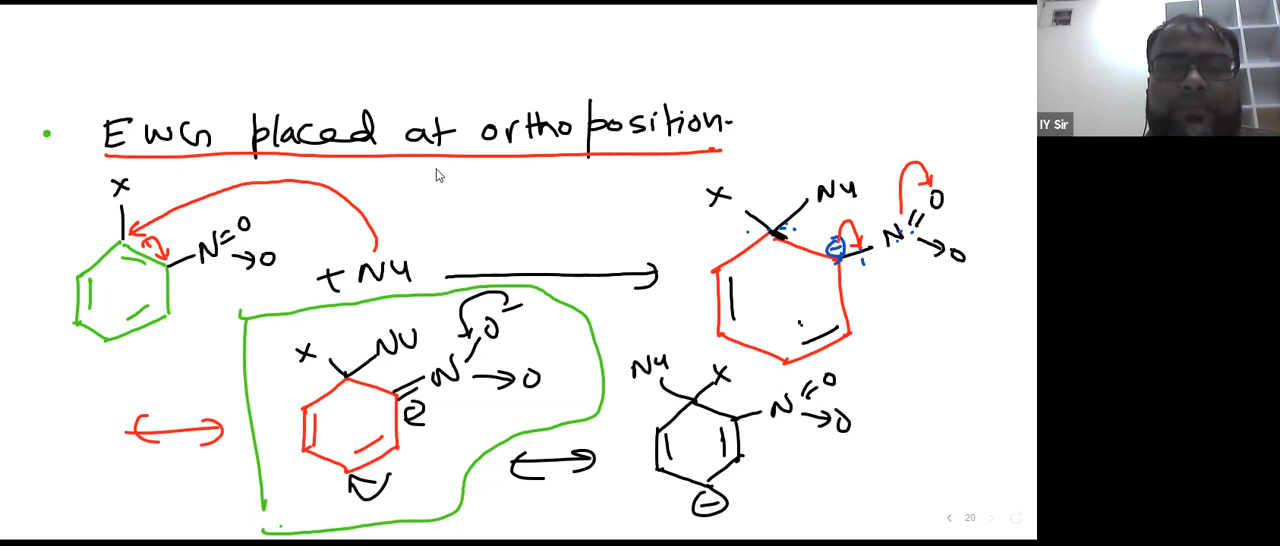 • EWG placed at ortho position-
X
N=O
→O
+ Nu
X Nu
⊖ N=O
→O
X Nu
O⁻
N →O
Nu X
N=O
→O
⊖
IY Sir
20